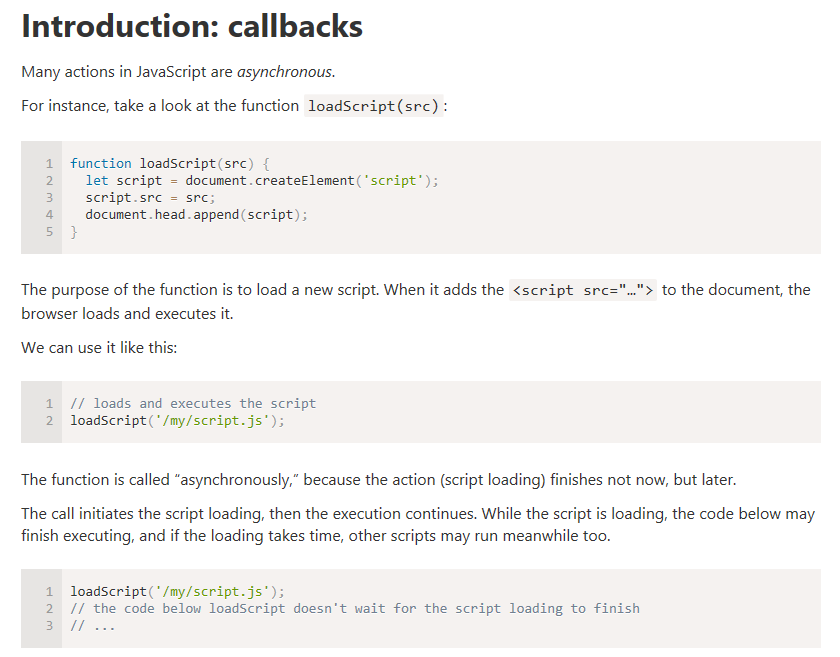 Introduction: callbacks
Many actions in JavaScript are asynchronous.
For instance, take a look at the function loadScript(src):
1 function loadScript(src) {
2   let script = document.createElement('script');
3   script.src = src;
4   document.head.append(script);
5 }
The purpose of the function is to load a new script. When it adds the <script src="…"> to the document, the
browser loads and executes it.
We can use it like this:
1 // loads and executes the script
2 loadScript('/my/script.js');
The function is called “asynchronously,” because the action (script loading) finishes not now, but later.
The call initiates the script loading, then the execution continues. While the script is loading, the code below may
finish executing, and if the loading takes time, other scripts may run meanwhile too.
1 loadScript('/my/script.js');
2 // the code below loadScript doesn't wait for the script loading to finish
3 // ...